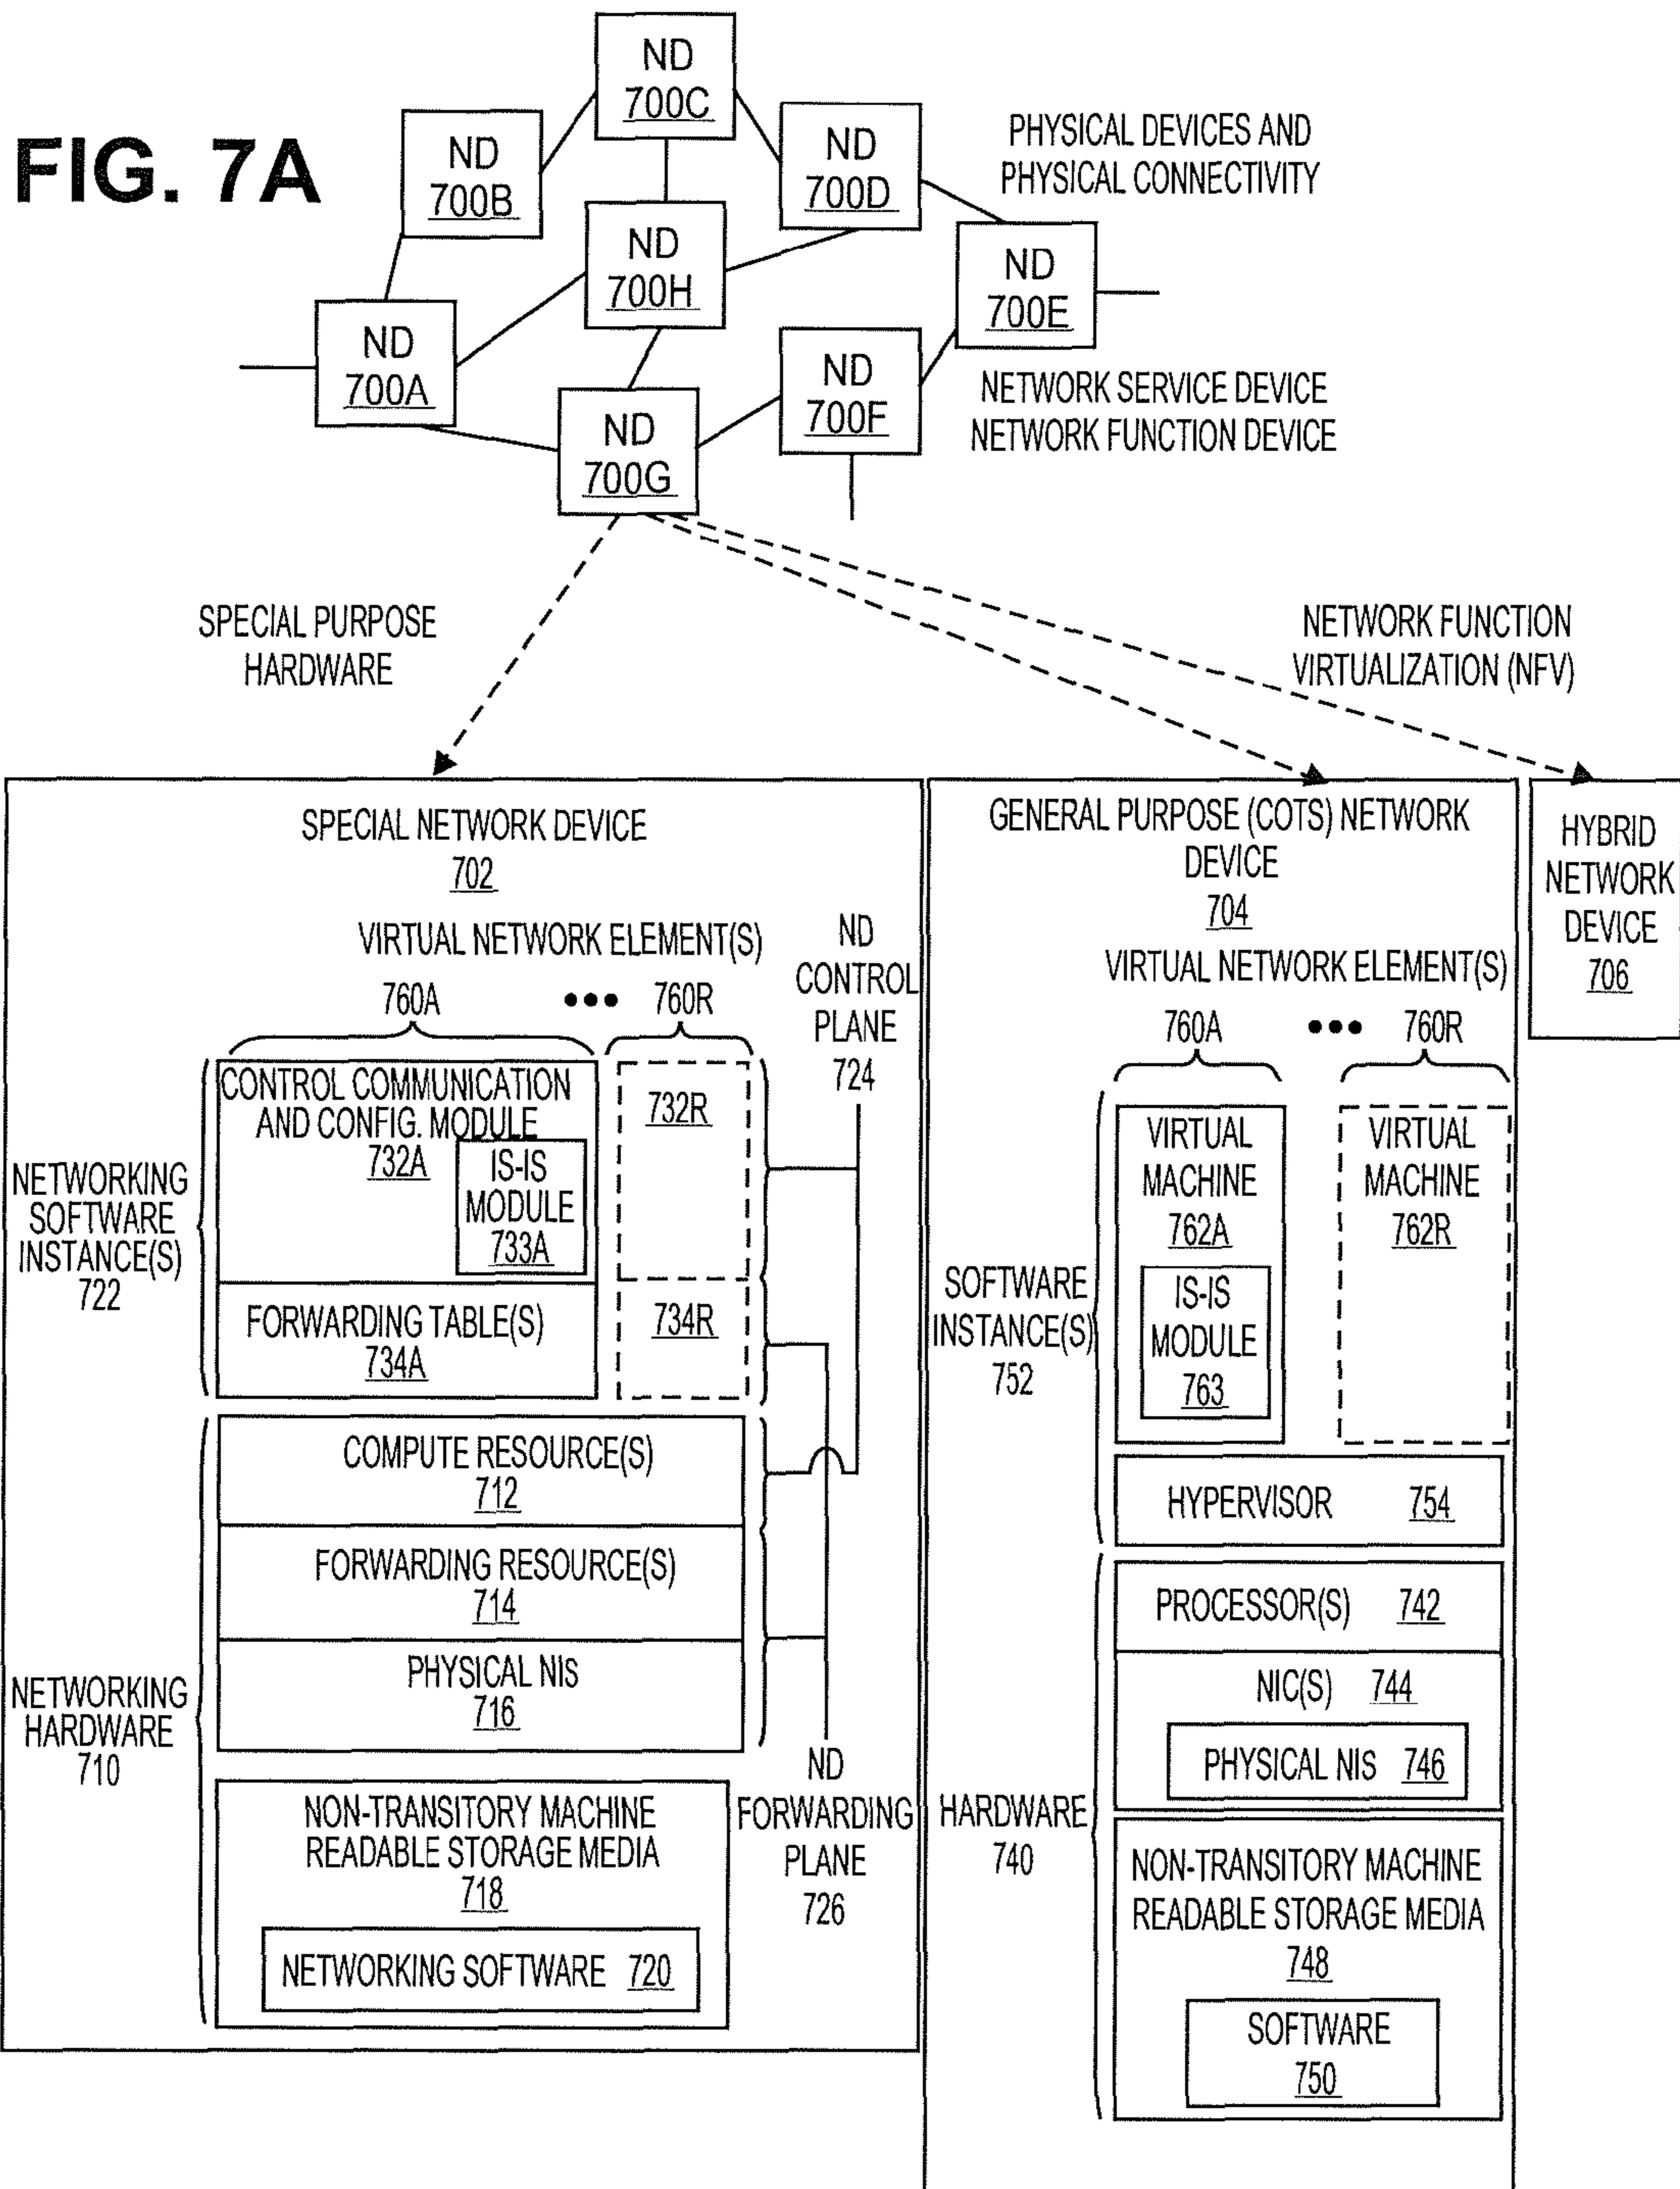 FIG. 7A
ND
700C
ND
700B
ND
700D
PHYSICAL DEVICES AND
PHYSICAL CONNECTIVITY
ND
700H
ND
700E
ND
700A
ND
700F
NETWORK SERVICE DEVICE
NETWORK FUNCTION DEVICE
ND
700G
SPECIAL PURPOSE
HARDWARE
NETWORK FUNCTION
VIRTUALIZATION (NFV)
SPECIAL NETWORK DEVICE
702
VIRTUAL NETWORK ELEMENT(S)
760A
••• 760R
ND
CONTROL
PLANE
724
NETWORKING
SOFTWARE
INSTANCE(S)
722
CONTROL COMMUNICATION
AND CONFIG. MODULE
732A
IS-IS
MODULE
733A
732R
FORWARDING TABLE(S)
734A
734R
NETWORKING
HARDWARE
710
COMPUTE RESOURCE(S)
712
FORWARDING RESOURCE(S)
714
PHYSICAL NIS
716
ND
FORWARDING
PLANE
726
NON-TRANSITORY MACHINE
READABLE STORAGE MEDIA
718
NETWORKING SOFTWARE 720
GENERAL PURPOSE (COTS) NETWORK
DEVICE
704
VIRTUAL NETWORK ELEMENT(S)
760A
••• 760R
SOFTWARE
INSTANCE(S)
752
VIRTUAL
MACHINE
762A
IS-IS
MODULE
763
VIRTUAL
MACHINE
762R
HYPERVISOR 754
HARDWARE
740
PROCESSOR(S) 742
NIC(S) 744
PHYSICAL NIS 746
NON-TRANSITORY MACHINE
READABLE STORAGE MEDIA
748
SOFTWARE
750
HYBRID
NETWORK
DEVICE
706